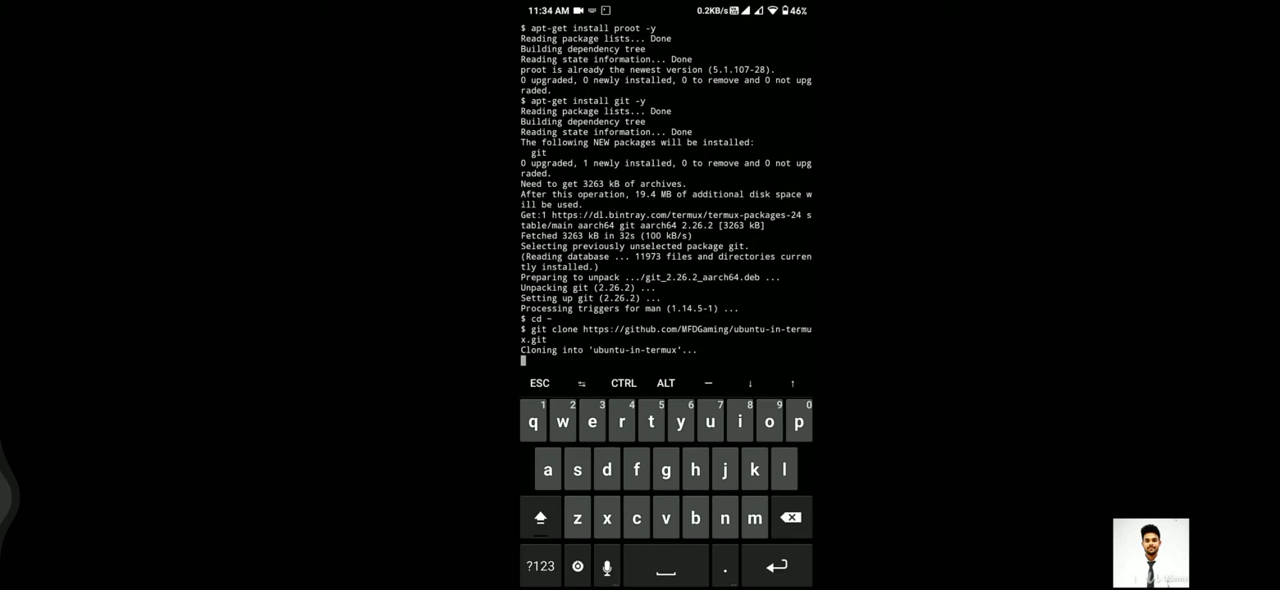 11:34 AM 0.2KB/s 46%
$ apt-get install proot -y
Reading package lists... Done
Building dependency tree
Reading state information... Done
proot is already the newest version (5.1.107-28).
0 upgraded, 0 newly installed, 0 to remove and 0 not upg
raded.
$ apt-get install git -y
Reading package lists... Done
Building dependency tree
Reading state information... Done
The following NEW packages will be installed:
git
0 upgraded, 1 newly installed, 0 to remove and 0 not upg
raded.
Need to get 3263 kB of archives.
After this operation, 19.4 MB of additional disk space w
ill be used.
Get:1 https://dl.bintray.com/termux/termux-packages-24 s
table/main aarch64 git aarch64 2.26.2 [3263 kB]
Fetched 3263 kB in 32s (100 kB/s)
Selecting previously unselected package git.
(Reading database ... 11973 files and directories curren
tly installed.)
Preparing to unpack .../git_2.26.2_aarch64.deb ...
Unpacking git (2.26.2) ...
Setting up git (2.26.2) ...
Processing triggers for man (1.14.5-1) ...
$ cd ~
$ git clone https://github.com/MFDGaming/ubuntu-in-termu
x.git
Cloning into 'ubuntu-in-termux'...
ESC ⇆ CTRL ALT — ↓ ↑
1 2 3 4 5 6 7 8 9 0
q w e r t y u i o p
a s d f g h j k l
z x c v b n m
?123 .